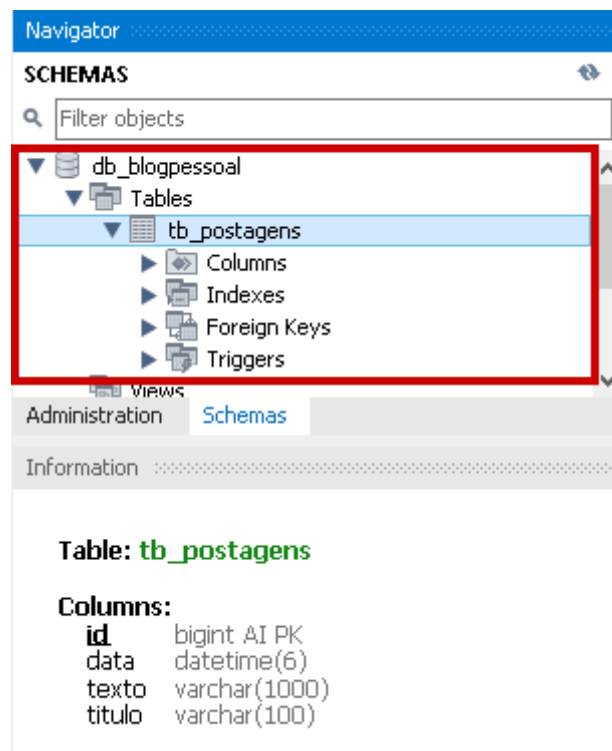 Navigator
SCHEMAS
Filter objects
db_blogpessoal
Tables
tb_postagens
Columns
Indexes
Foreign Keys
Triggers
Views
Administration Schemas
Information
Table: tb_postagens
Columns:
id bigint AI PK
data datetime(6)
texto varchar(1000)
titulo varchar(100)